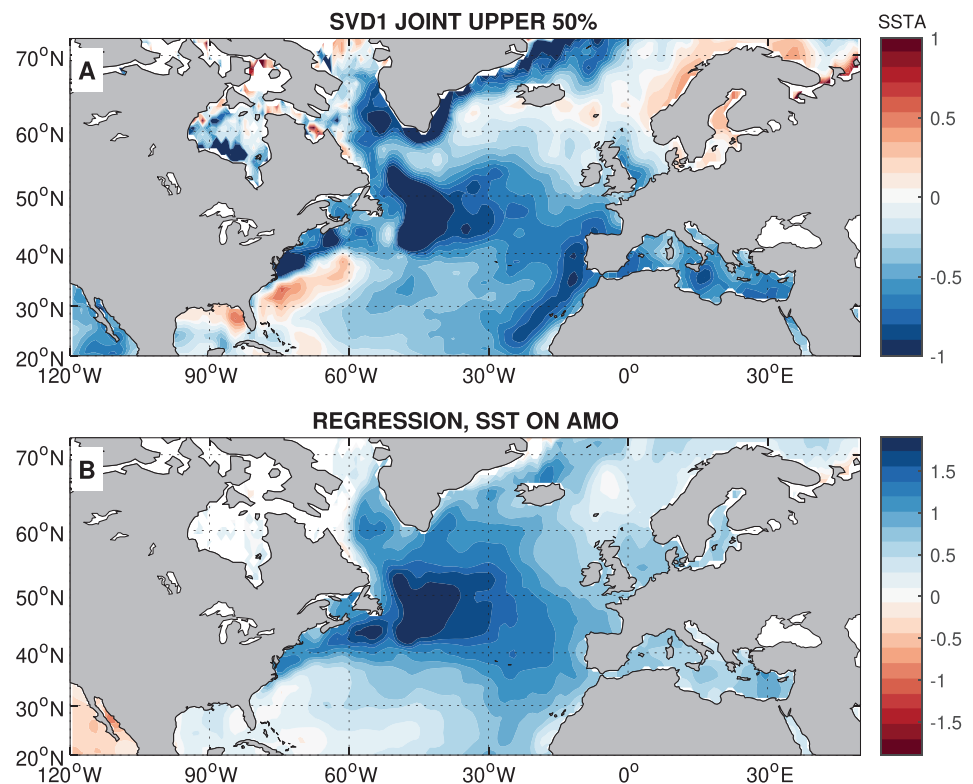 SVD1 JOINT UPPER 50%
SSTA
A
70°N
60°N
50°N
40°N
30°N
20°N
120°W 90°W 60°W 30°W 0° 30°E
1
0.5
0
-0.5
-1
REGRESSION, SST ON AMO
B
70°N
60°N
50°N
40°N
30°N
20°N
120°W 90°W 60°W 30°W 0° 30°E
1.5
1
0.5
0
-0.5
-1
-1.5